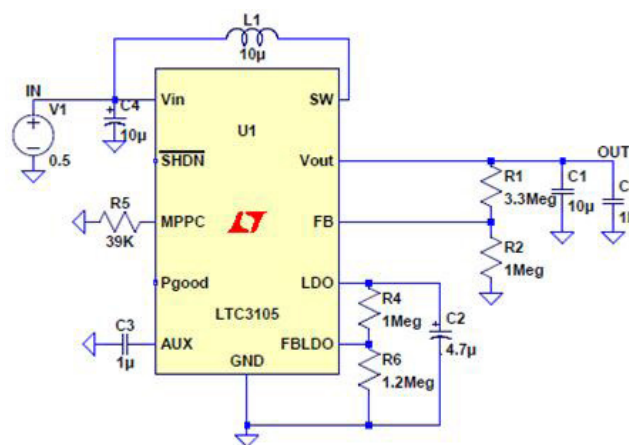 L1
10µ
IN
V1
0.5
C4
10µ
Vin
SW
U1
SHDN
Vout
OUT
R1
3.3Meg
C1
10µ
R5
39K
MPPC
FB
R2
1Meg
Pgood
LDO
LTC3105
R4
1Meg
C2
4.7µ
C3
1µ
AUX
FBLDO
GND
R6
1.2Meg